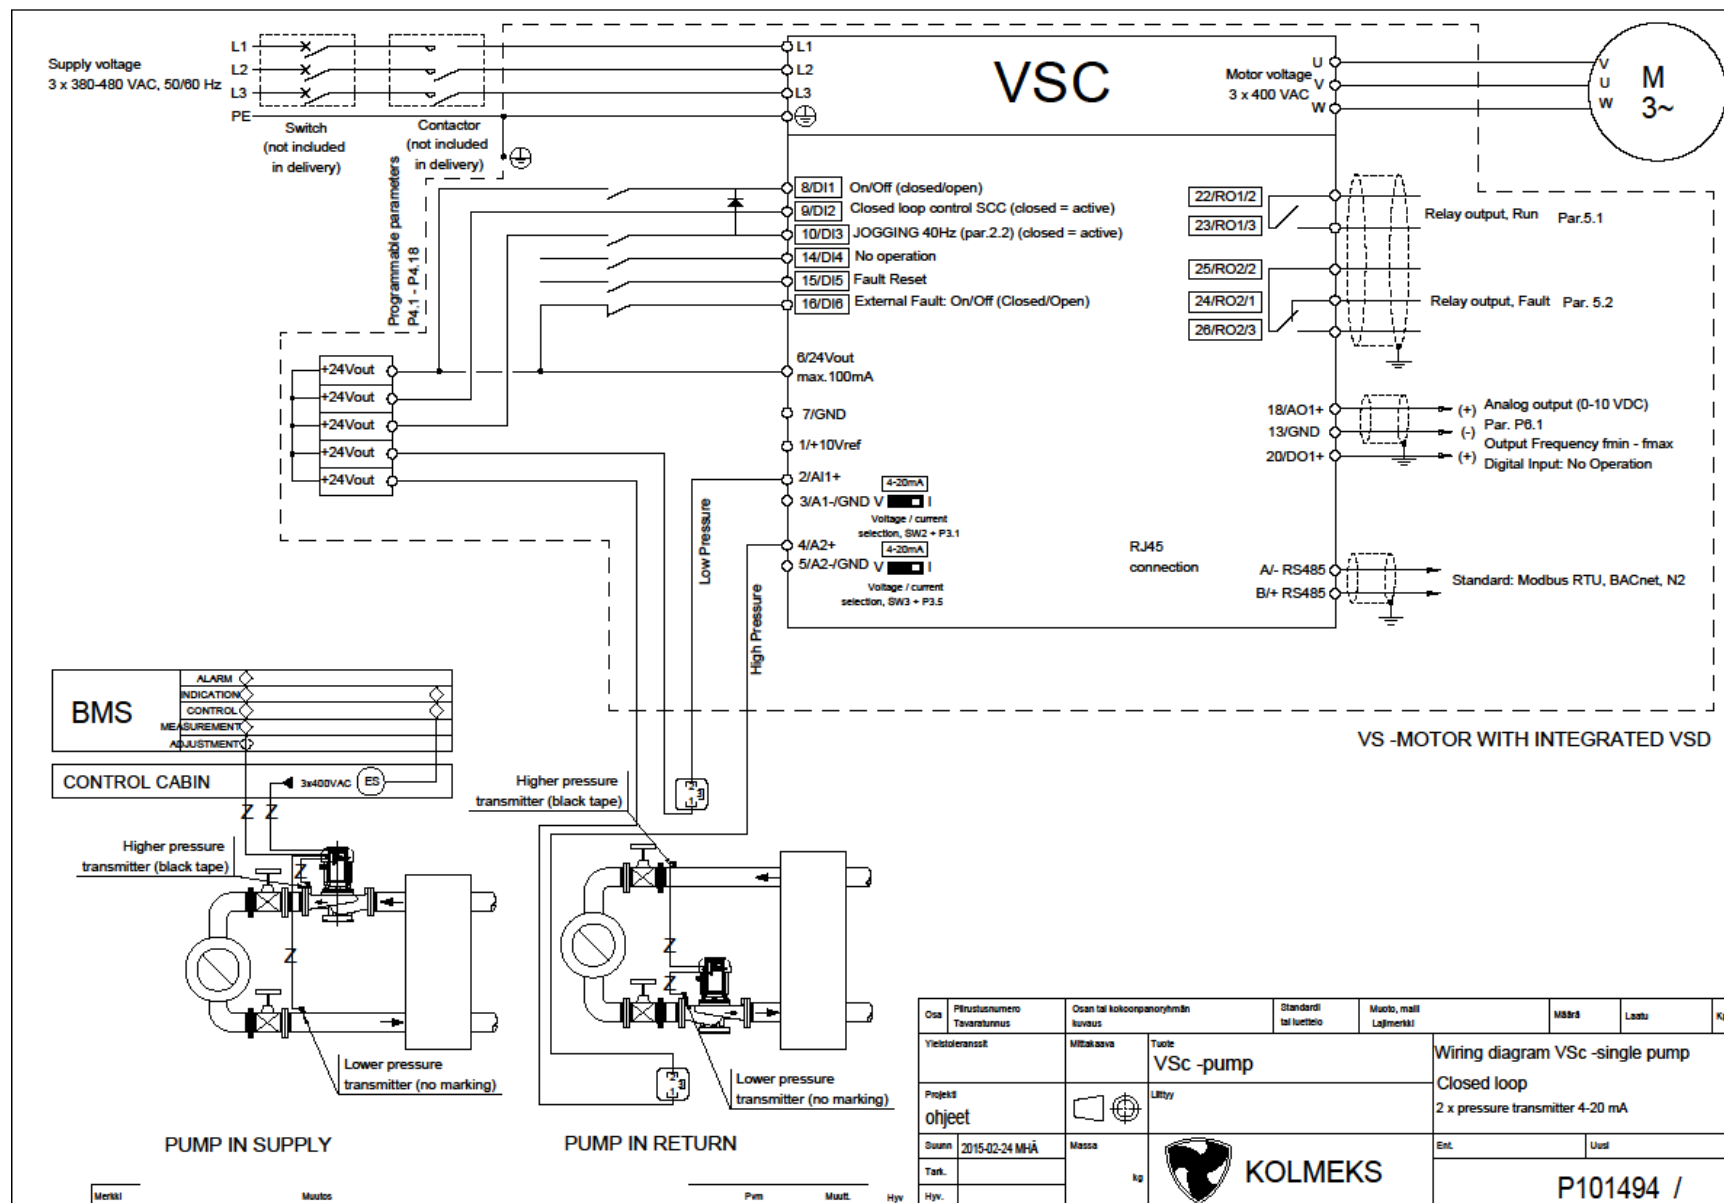 Supply voltage
3 x 380-480 VAC, 50/60 Hz
L1
L2
L3
PE
Switch
(not included
in delivery)
Contactor
(not included
in delivery)
Programmable parameters
P4.1 - P4.18
L1
L2
L3
VSC
Motor voltage
3 x 400 VAC
U
V
W
V
U
W
M
3~
8/DI1 On/Off (closed/open)
9/DI2 Closed loop control SCC (closed = active)
10/DI3 JOGGING 40Hz (par.2.2) (closed = active)
14/DI4 No operation
15/DI5 Fault Reset
16/DI6 External Fault: On/Off (Closed/Open)
22/RO1/2
23/RO1/3
Relay output, Run Par.5.1
25/RO2/2
24/RO2/1
26/RO2/3
Relay output, Fault Par. 5.2
+24Vout
+24Vout
+24Vout
+24Vout
+24Vout
6/24Vout
max.100mA
7/GND
1/+10Vref
2/AI1+
4-20mA
3/A1-/GND V I
Voltage / current
selection, SW2 + P3.1
4/A2+
4-20mA
5/A2-/GND V I
Voltage / current
selection, SW3 + P3.5
Low Pressure
High Pressure
18/AO1+
13/GND
20/DO1+
(+)
(-)
(+)
Analog output (0-10 VDC)
Par. P6.1
Output Frequency fmin - fmax
Digital Input: No Operation
RJ45
connection
A/- RS485
B/+ RS485
Standard: Modbus RTU, BACnet, N2
VS -MOTOR WITH INTEGRATED VSD
BMS
ALARM
INDICATION
CONTROL
MEASUREMENT
ADJUSTMENT
CONTROL CABIN
3x400VAC
ES
Z Z
Higher pressure
transmitter (black tape)
Z
Z
Lower pressure
transmitter (no marking)
PUMP IN SUPPLY
Higher pressure
transmitter (black tape)
2
1
Z
Z
2
1
Lower pressure
transmitter (no marking)
PUMP IN RETURN
Osa
Piirustusnumero
Tavaratunnus
Osan tai kokoonpanoryhmän
kuvaus
Standardi
tai luettelo
Muoto, malli
Lajimerkki
Määrä
Laatu
Yleistoleranssit
Mittakaava
Tuote
VSc -pump
Wiring diagram VSc -single pump
Closed loop
2 x pressure transmitter 4-20 mA
Projekti
ohjeet
Liittyy
Suunn 2015-02-24 MHÄ
Tark.
Hyv.
Massa
kg
KOLMEKS
Ent.
Uusi
P101494 /
Merkki
Muutos
Pvm
Muutt.
Hyv